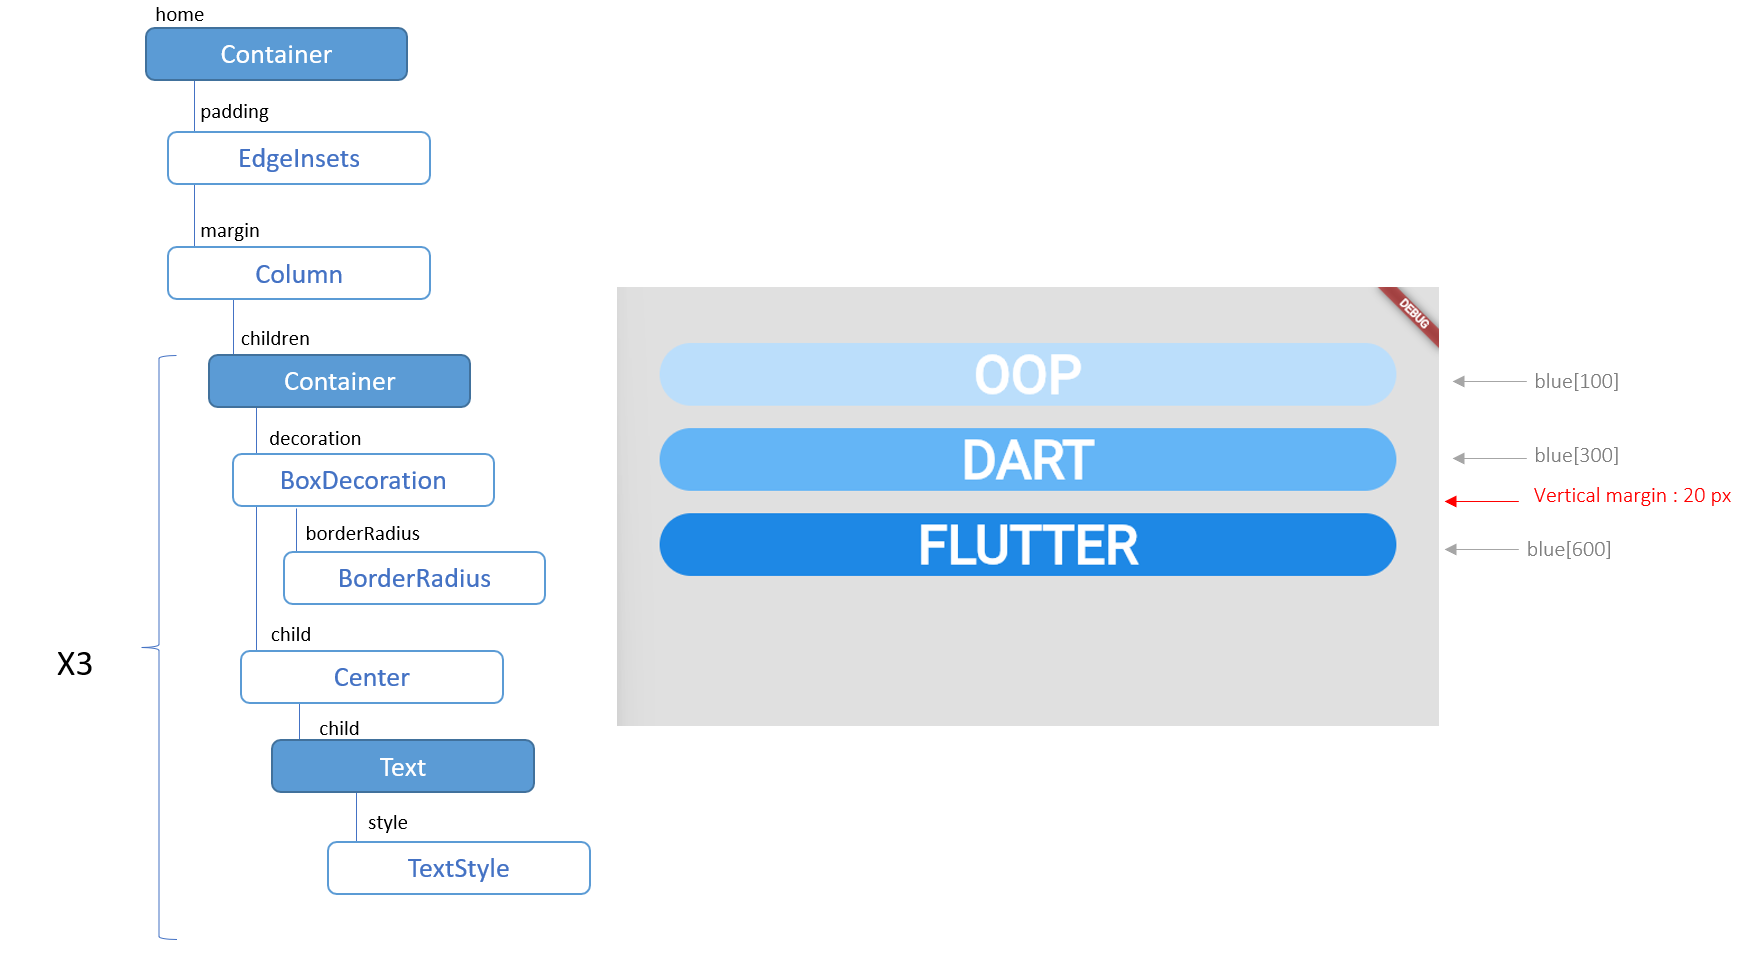 home
Container
padding
EdgeInsets
margin
Column
children
Container
decoration
BoxDecoration
borderRadius
BorderRadius
child
Center
child
Text
style
TextStyle
X3
DEBUG
OOP
DART
FLUTTER
blue[100]
blue[300]
Vertical margin : 20 px
blue[600]